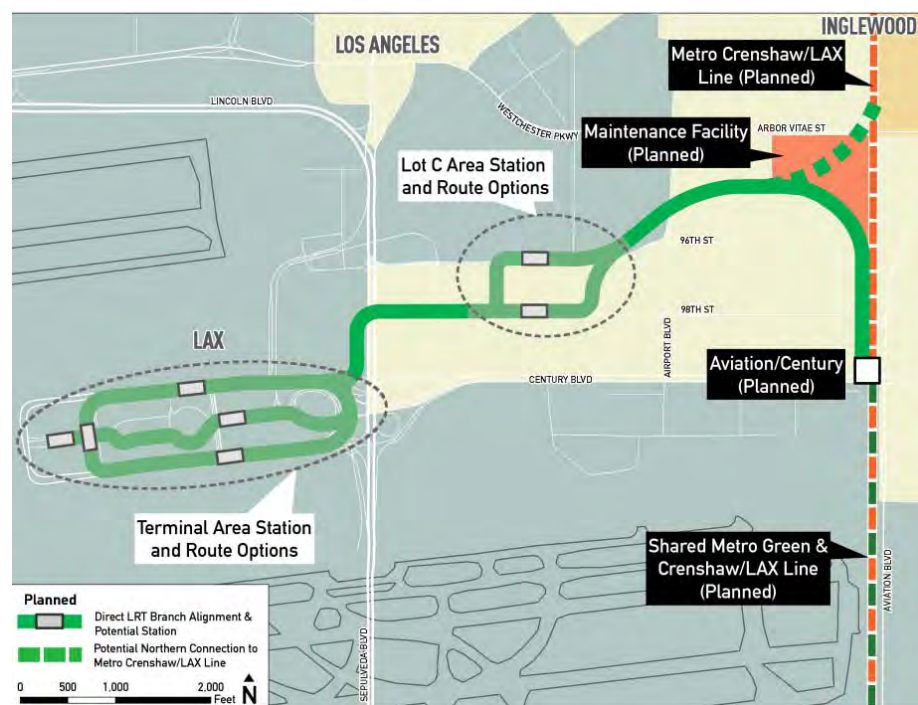 INGLEWOOD
LOS ANGELES
Metro Crenshaw/LAX
Line (Planned)
LINCOLN BLVD
WESTCHESTER PKWY
ARBOR VITAE ST
Maintenance Facility
(Planned)
Lot C Area Station
and Route Options
96TH ST
98TH ST
LAX
AIRPORT BLVD
Aviation/Century
(Planned)
CENTURY BLVD
Terminal Area Station
and Route Options
Shared Metro Green &
Crenshaw/LAX Line
(Planned)
AVIATION BLVD
SEPULVEDA BLVD
Planned
Direct LRT Branch Alignment &
Potential Station
Potential Northern Connection to
Metro Crenshaw/LAX Line
0 500 1,000 2,000
Feet N